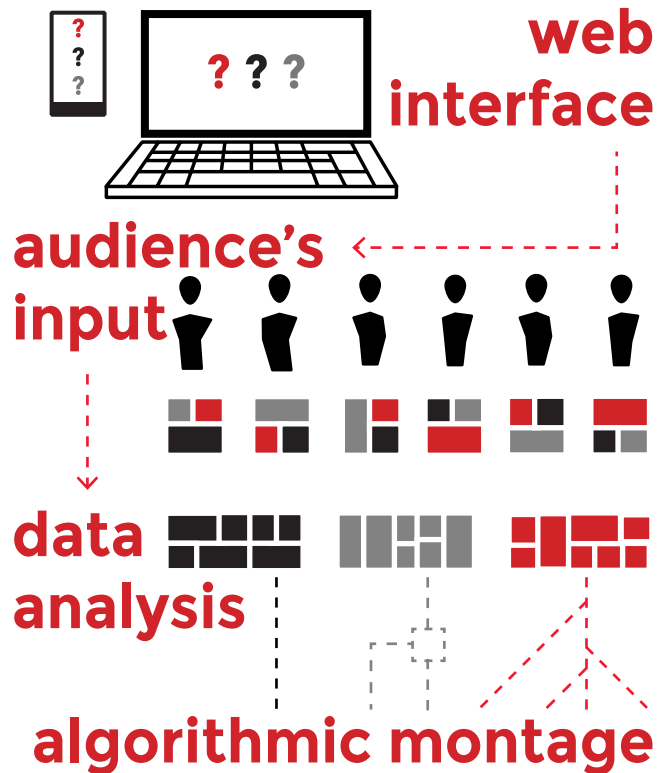 ?
?
?
? ? ?
web
interface
audience's
input
data
analysis
algorithmic montage